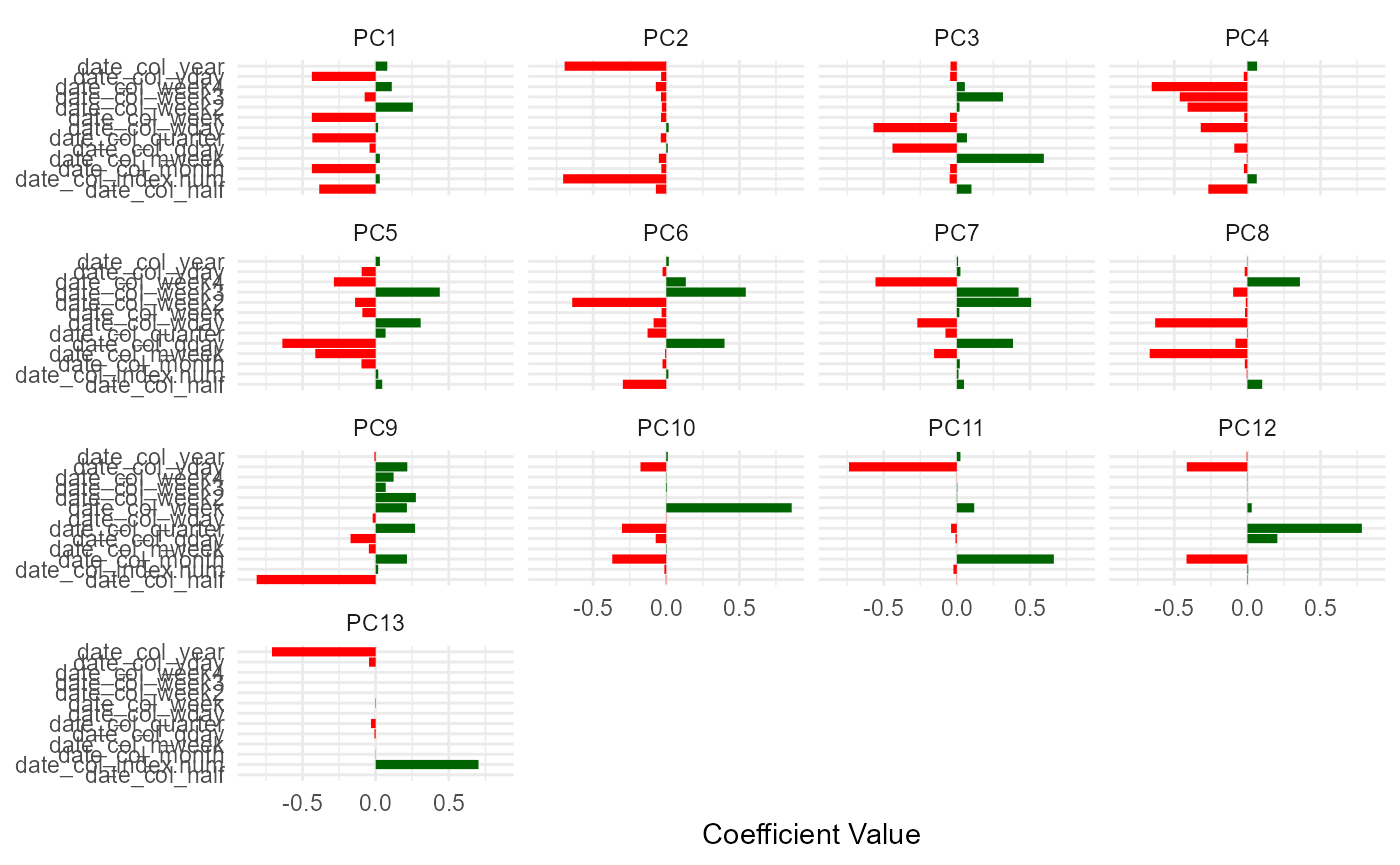 PC1 PC2 PC3 PC4
date_col_year
date_col_yday
date_col_week4
date_col_week3
date_col_week2
date_col_week
date_col_wday
date_col_quarter
date_col_qday
date_col_mweek
date_col_month
date_col_index.num
date_col_half
PC5 PC6 PC7 PC8
date_col_year
date_col_yday
date_col_week4
date_col_week3
date_col_week2
date_col_week
date_col_wday
date_col_quarter
date_col_qday
date_col_mweek
date_col_month
date_col_index.num
date_col_half
PC9 PC10 PC11 PC12
date_col_year
date_col_yday
date_col_week4
date_col_week3
date_col_week2
date_col_week
date_col_wday
date_col_quarter
date_col_qday
date_col_mweek
date_col_month
date_col_index.num
date_col_half
-0.5 0.0 0.5 -0.5 0.0 0.5 -0.5 0.0 0.5
PC13
date_col_year
date_col_yday
date_col_week4
date_col_week3
date_col_week2
date_col_week
date_col_wday
date_col_quarter
date_col_qday
date_col_mweek
date_col_month
date_col_index.num
date_col_half
-0.5 0.0 0.5
Coefficient Value